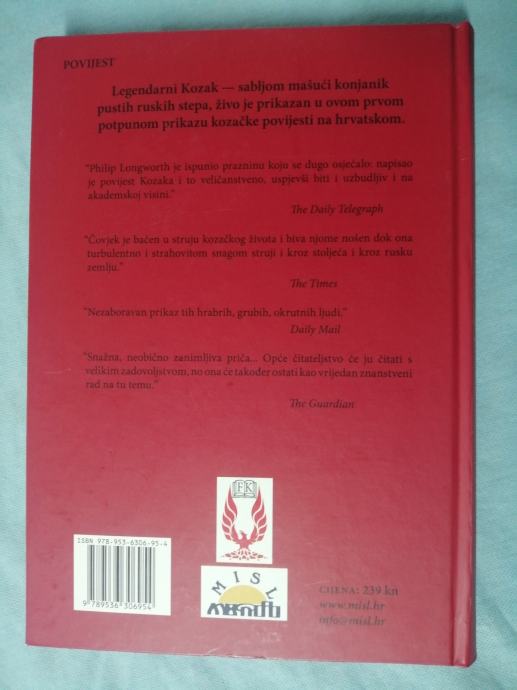 POVIJEST
Legendarni Kozak — sabljom mašući konjanik
pustih ruskih stepa, živo je prikazan u ovom prvom
potpunom prikazu kozačke povijesti na hrvatskom.
“Philip Longworth je ispunio prazninu koju se dugo osjećalo: napisao
je povijest Kozaka i to veličanstveno, uspjevši biti i uzbudljiv i na
akademskoj visini.”
The Daily Telegraph
“Čovjek je bačen u struju kozačkog života i biva njome nošen dok ona
turbulentno i strahovitom snagom struji i kroz stoljeća i kroz rusku
zemlju.”
The Times
“Nezaboravan prikaz tih hrabrih, grubih, okrutnih ljudi.”
Daily Mail
“Snažna, neobično zanimljiva priča... Opće čitateljstvo će ju čitati s
velikim zadovoljstvom, no ona će također ostati kao vrijedan znanstveni
rad na tu temu.”
The Guardian
FK
ISBN 978-953-6306-95-4
9 789536 306954
MISL
CIJENA: 239 kn
www.misl.hr
info@misl.hr